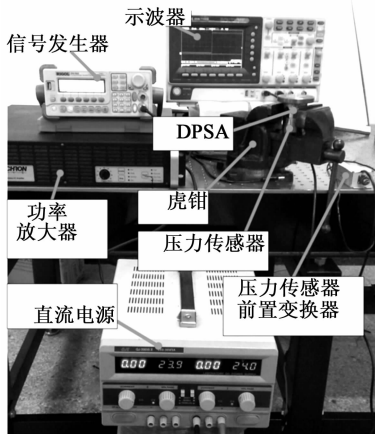 示波器
信号发生器
DPSA
功率
放大器
虎钳
压力传感器
压力传感器
前置变换器
直流电源
0.00 23.9 0.00 24.0